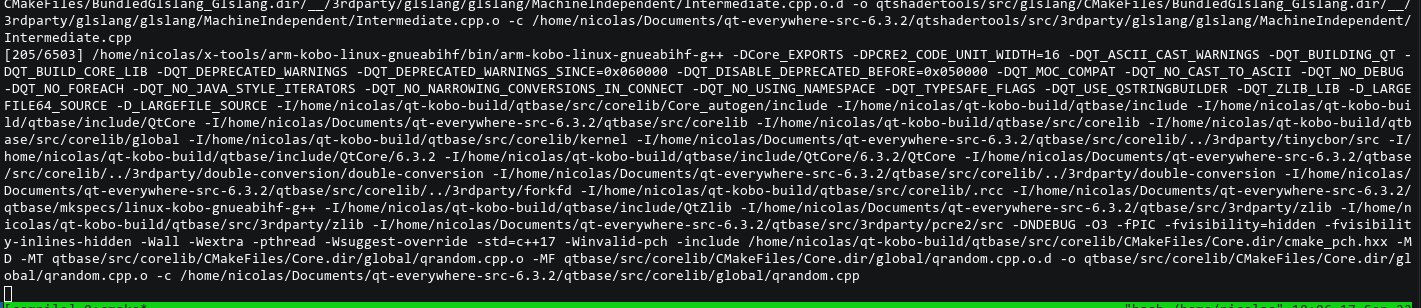 CMakeFiles/BundledGlslang_Glslang.dir/__/3rdparty/glslang/glslang/MachineIndependent/Intermediate.cpp.o.d -o qtshadertools/src/glslang/CMakeFiles/BundledGlslang_Glslang.dir/__/
3rdparty/glslang/glslang/MachineIndependent/Intermediate.cpp.o -c /home/nicolas/Documents/qt-everywhere-src-6.3.2/qtshadertools/src/3rdparty/glslang/glslang/MachineIndependent/
Intermediate.cpp
[205/6503] /home/nicolas/x-tools/arm-kobo-linux-gnueabihf/bin/arm-kobo-linux-gnueabihf-g++ -DCore_EXPORTS -DPCRE2_CODE_UNIT_WIDTH=16 -DQT_ASCII_CAST_WARNINGS -DQT_BUILDING_QT -
DQT_BUILD_CORE_LIB -DQT_DEPRECATED_WARNINGS -DQT_DEPRECATED_WARNINGS_SINCE=0x060000 -DQT_DISABLE_DEPRECATED_BEFORE=0x050000 -DQT_MOC_COMPAT -DQT_NO_CAST_TO_ASCII -DQT_NO_DEBUG
-DQT_NO_FOREACH -DQT_NO_JAVA_STYLE_ITERATORS -DQT_NO_NARROWING_CONVERSIONS_IN_CONNECT -DQT_NO_USING_NAMESPACE -DQT_TYPESAFE_FLAGS -DQT_USE_QSTRINGBUILDER -DQT_ZLIB_LIB -D_LARGE
FILE64_SOURCE -D_LARGEFILE_SOURCE -I/home/nicolas/qt-kobo-build/qtbase/src/corelib/Core_autogen/include -I/home/nicolas/qt-kobo-build/qtbase/include -I/home/nicolas/qt-kobo-bui
ld/qtbase/include/QtCore -I/home/nicolas/Documents/qt-everywhere-src-6.3.2/qtbase/src/corelib -I/home/nicolas/qt-kobo-build/qtbase/src/corelib -I/home/nicolas/qt-kobo-build/qtb
ase/src/corelib/global -I/home/nicolas/qt-kobo-build/qtbase/src/corelib/kernel -I/home/nicolas/Documents/qt-everywhere-src-6.3.2/qtbase/src/corelib/../3rdparty/tinycbor/src -I/
home/nicolas/qt-kobo-build/qtbase/include/QtCore/6.3.2 -I/home/nicolas/qt-kobo-build/qtbase/include/QtCore/6.3.2/QtCore -I/home/nicolas/Documents/qt-everywhere-src-6.3.2/qtbase
/src/corelib/../3rdparty/double-conversion/double-conversion -I/home/nicolas/Documents/qt-everywhere-src-6.3.2/qtbase/src/corelib/../3rdparty/double-conversion -I/home/nicolas/
Documents/qt-everywhere-src-6.3.2/qtbase/src/corelib/../3rdparty/forkfd -I/home/nicolas/qt-kobo-build/qtbase/src/corelib/.rcc -I/home/nicolas/Documents/qt-everywhere-src-6.3.2/
qtbase/mkspecs/linux-kobo-gnueabihf-g++ -I/home/nicolas/qt-kobo-build/qtbase/include/QtZlib -I/home/nicolas/Documents/qt-everywhere-src-6.3.2/qtbase/src/3rdparty/zlib -I/home/n
icolas/qt-kobo-build/qtbase/src/3rdparty/zlib -I/home/nicolas/Documents/qt-everywhere-src-6.3.2/qtbase/src/3rdparty/pcre2/src -DNDEBUG -O3 -fPIC -fvisibility=hidden -fvisibilit
y-inlines-hidden -Wall -Wextra -pthread -Wsuggest-override -std=c++17 -Winvalid-pch -include /home/nicolas/qt-kobo-build/qtbase/src/corelib/CMakeFiles/Core.dir/cmake_pch.hxx -M
D -MT qtbase/src/corelib/CMakeFiles/Core.dir/global/qrandom.cpp.o -MF qtbase/src/corelib/CMakeFiles/Core.dir/global/qrandom.cpp.o.d -o qtbase/src/corelib/CMakeFiles/Core.dir/gl
obal/qrandom.cpp.o -c /home/nicolas/Documents/qt-everywhere-src-6.3.2/qtbase/src/corelib/global/qrandom.cpp